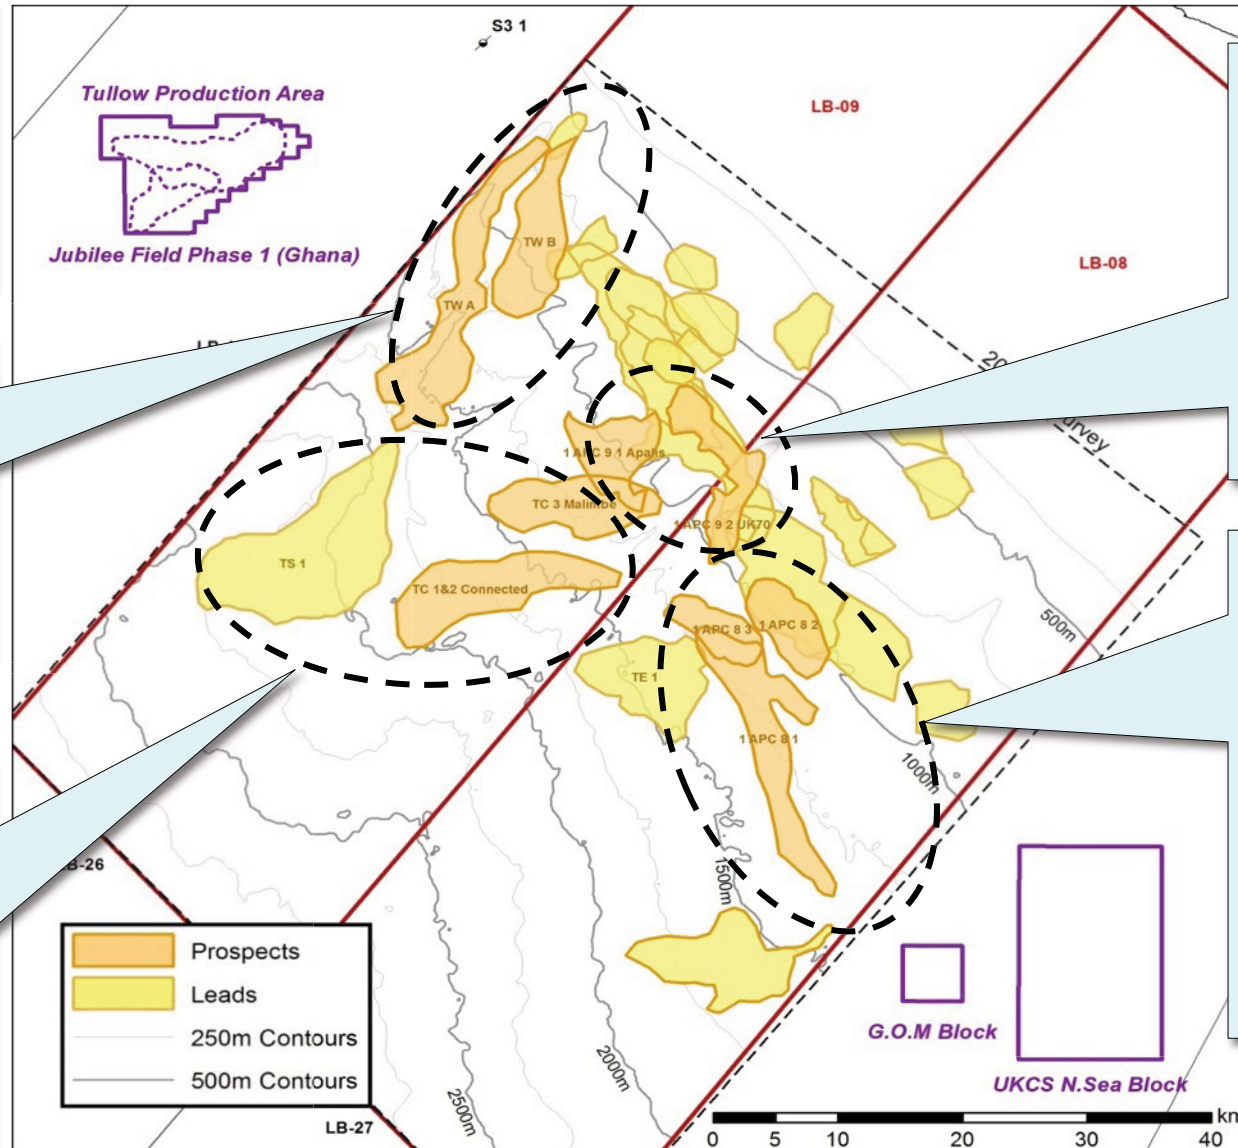 S3 1
Tullow Production Area
LB-09
Jubilee Field Phase 1 (Ghana)
LB-08
TW B
TW A
20
urvey
1 APC 9 1 Apalis
TC 3 Malimbe
1 APC 9 2 UK70
TS 1
TC 1&2 Connected
500m
1 APC 8 3
1 APC 8 2
TE 1
1 APC 8 1
1000m
1500m
B-26
Prospects
Leads
250m Contours
500m Contours
G.O.M Block
UKCS N.Sea Block
2000m
2500m
LB-27
km
0 5 10 20 30 40